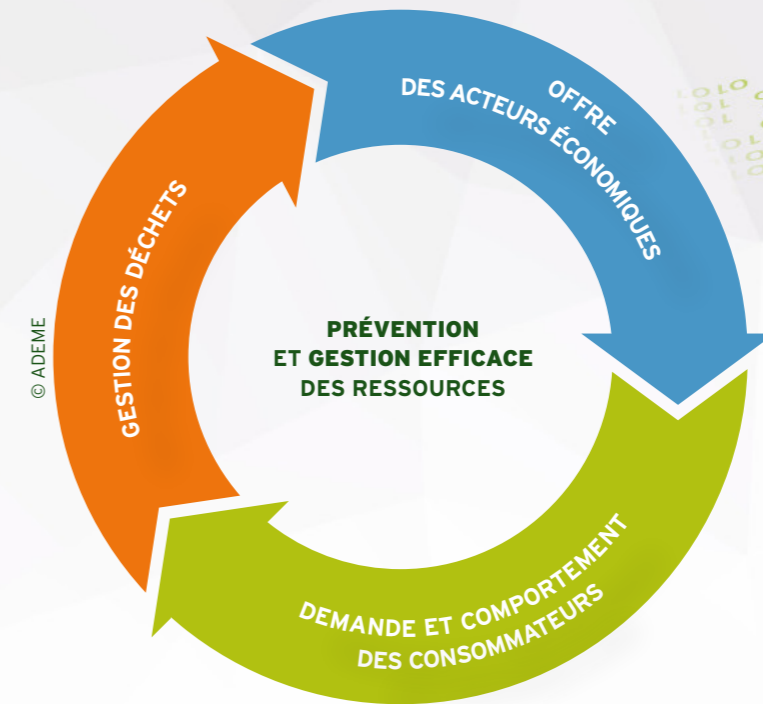 OFFRE
DES ACTEURS ÉCONOMIQUES
GESTION DES DÉCHETS
© ADEME
PRÉVENTION
ET GESTION EFFICACE
DES RESSOURCES
DEMANDE ET COMPORTEMENT
DES CONSOMMATEURS